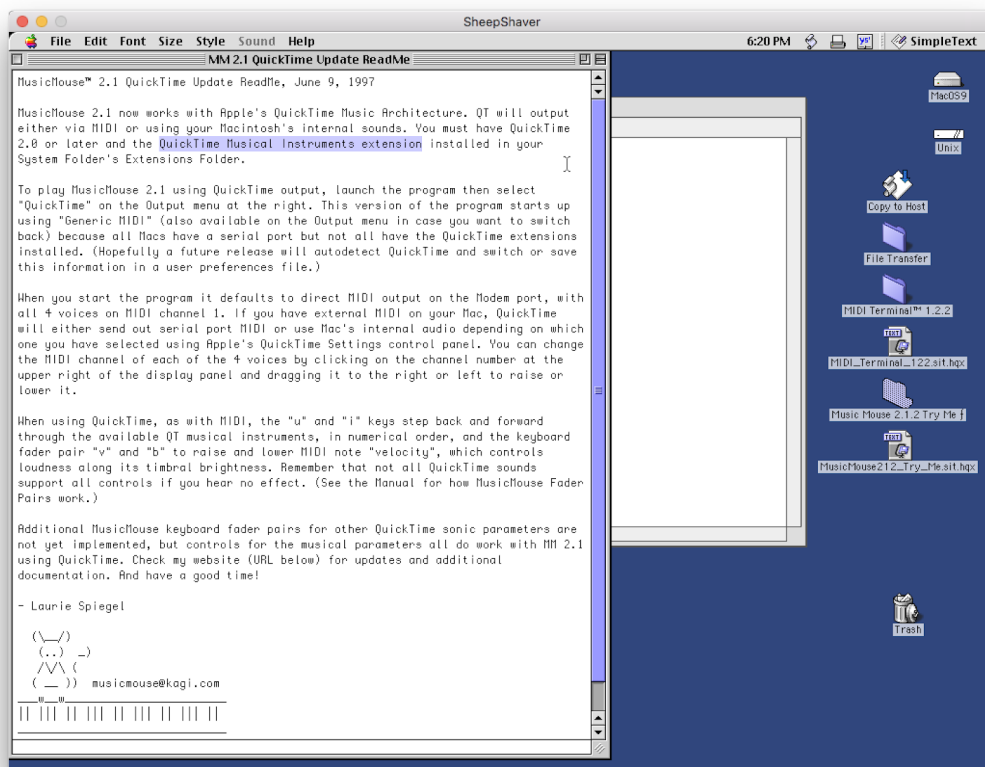 SheepShaver
File Edit Font Size Style Sound Help 6:20 PM SimpleText
MM 2.1 QuickTime Update ReadMe
MusicMouse™ 2.1 QuickTime Update ReadMe, June 9, 1997
MusicMouse 2.1 now works with Apple's QuickTime Music Architecture. QT will output
either via MIDI or using your Macintosh's internal sounds. You must have QuickTime
2.0 or later and the QuickTime Musical Instruments extension installed in your
System Folder's Extensions Folder.
To play MusicMouse 2.1 using QuickTime output, launch the program then select
"QuickTime" on the Output menu at the right. This version of the program starts up
using "Generic MIDI" (also available on the Output menu in case you want to switch
back) because all Macs have a serial port but not all have the QuickTime extensions
installed. (Hopefully a future release will autodetect QuickTime and switch or save
this information in a user preferences file.)
When you start the program it defaults to direct MIDI output on the Modem port, with
all 4 voices on MIDI channel 1. If you have external MIDI on your Mac, QuickTime
will either send out serial port MIDI or use Mac's internal audio depending on which
one you have selected using Apple's QuickTime Settings control panel. You can change
the MIDI channel of each of the 4 voices by clicking on the channel number at the
upper right of the display panel and dragging it to the right or left to raise or
lower it.
When using QuickTime, as with MIDI, the "u" and "i" keys step back and forward
through the available QT musical instruments, in numerical order, and the keyboard
fader pair "v" and "b" to raise and lower MIDI note "velocity", which controls
loudness along its timbral brightness. Remember that not all QuickTime sounds
support all controls if you hear no effect. (See the Manual for how MusicMouse Fader
Pairs work.)
Additional MusicMouse keyboard fader pairs for other QuickTime sonic parameters are
not yet implemented, but controls for the musical parameters all do work with MM 2.1
using QuickTime. Check my website (URL below) for updates and additional
documentation. And have a good time!
- Laurie Spiegel
musicmouse@kagi.com
MacOS9
Unix
Copy to Host
File Transfer
MIDI Terminal™ 1.2.2
TEXT
MIDI_Terminal_122.sit.hqx
Music Mouse 2.1.2 Try Me ƒ
TEXT
MusicMouse212_Try_Me.sit.hqx
Trash